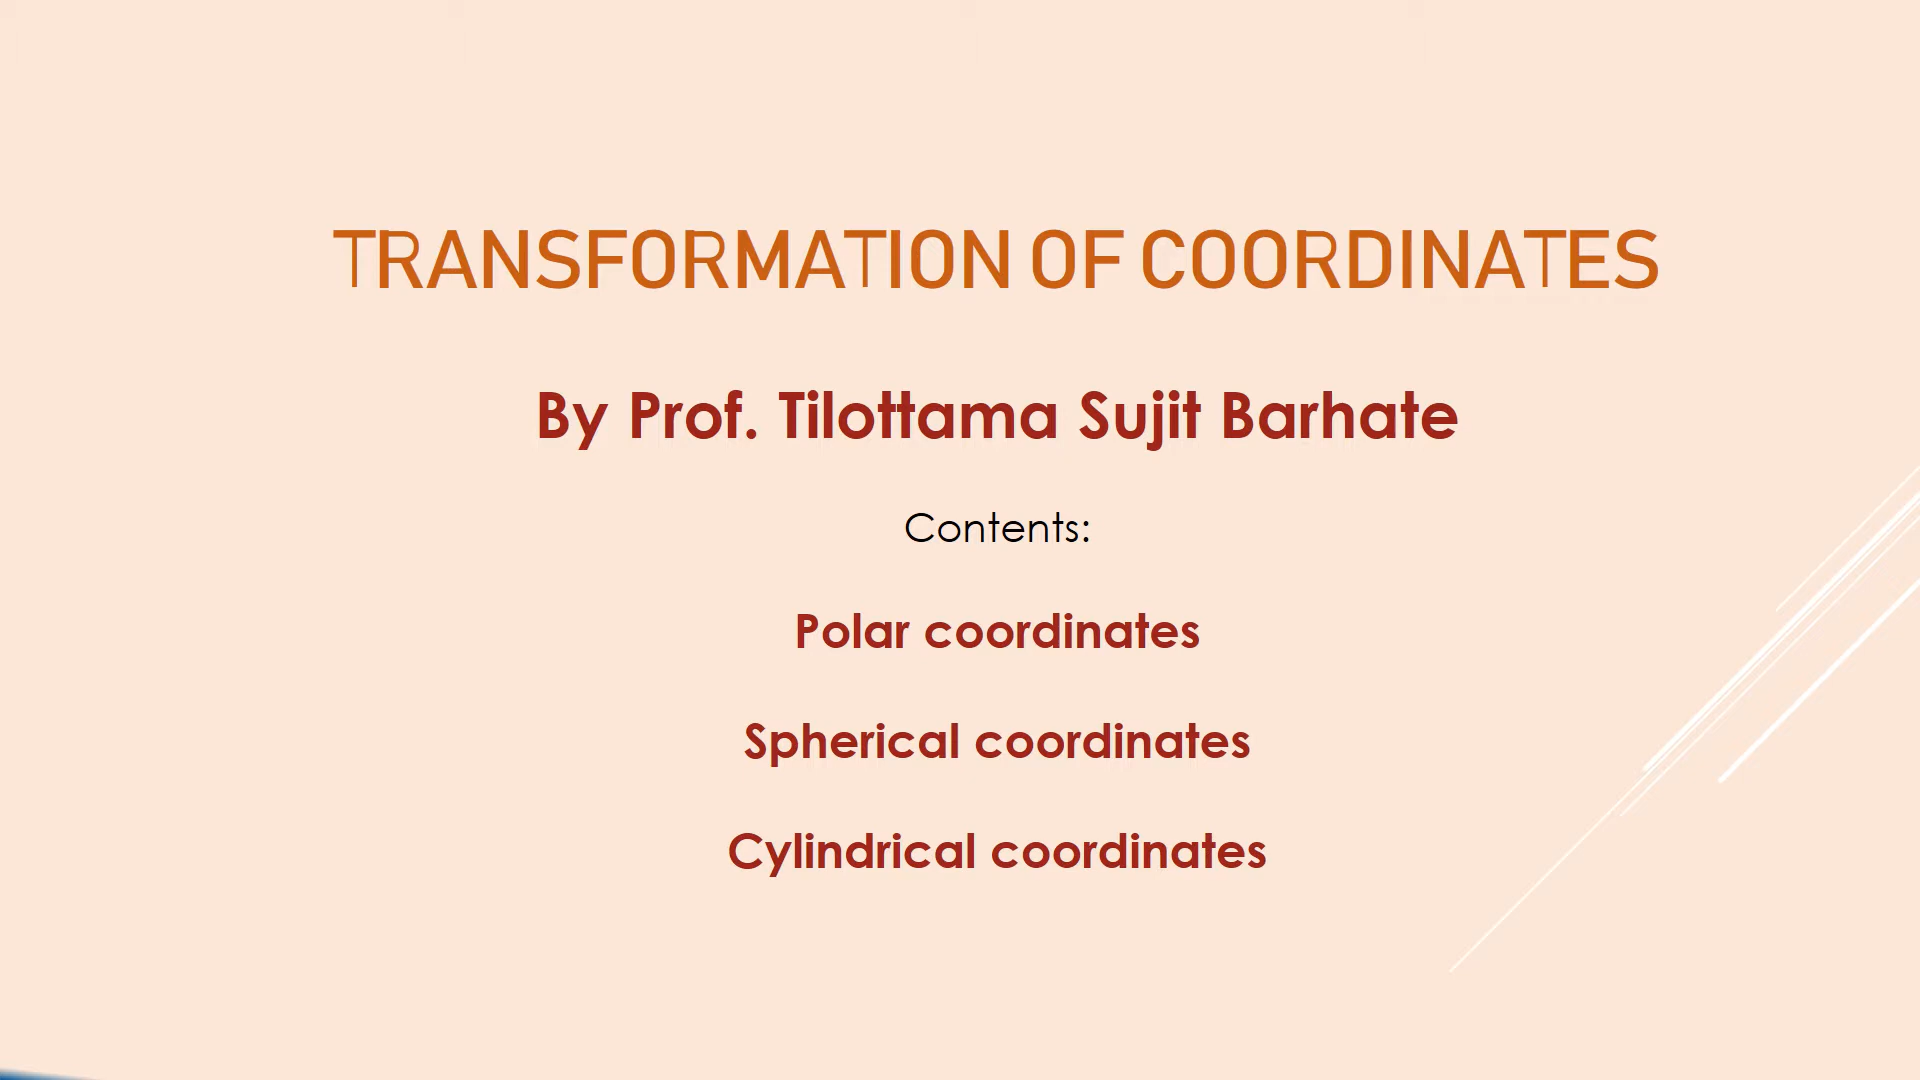 TRANSFORMATION OF COORDINATES
By Prof. Tilottama Sujit Barhate
Contents:
Polar coordinates
Spherical coordinates
Cylindrical coordinates